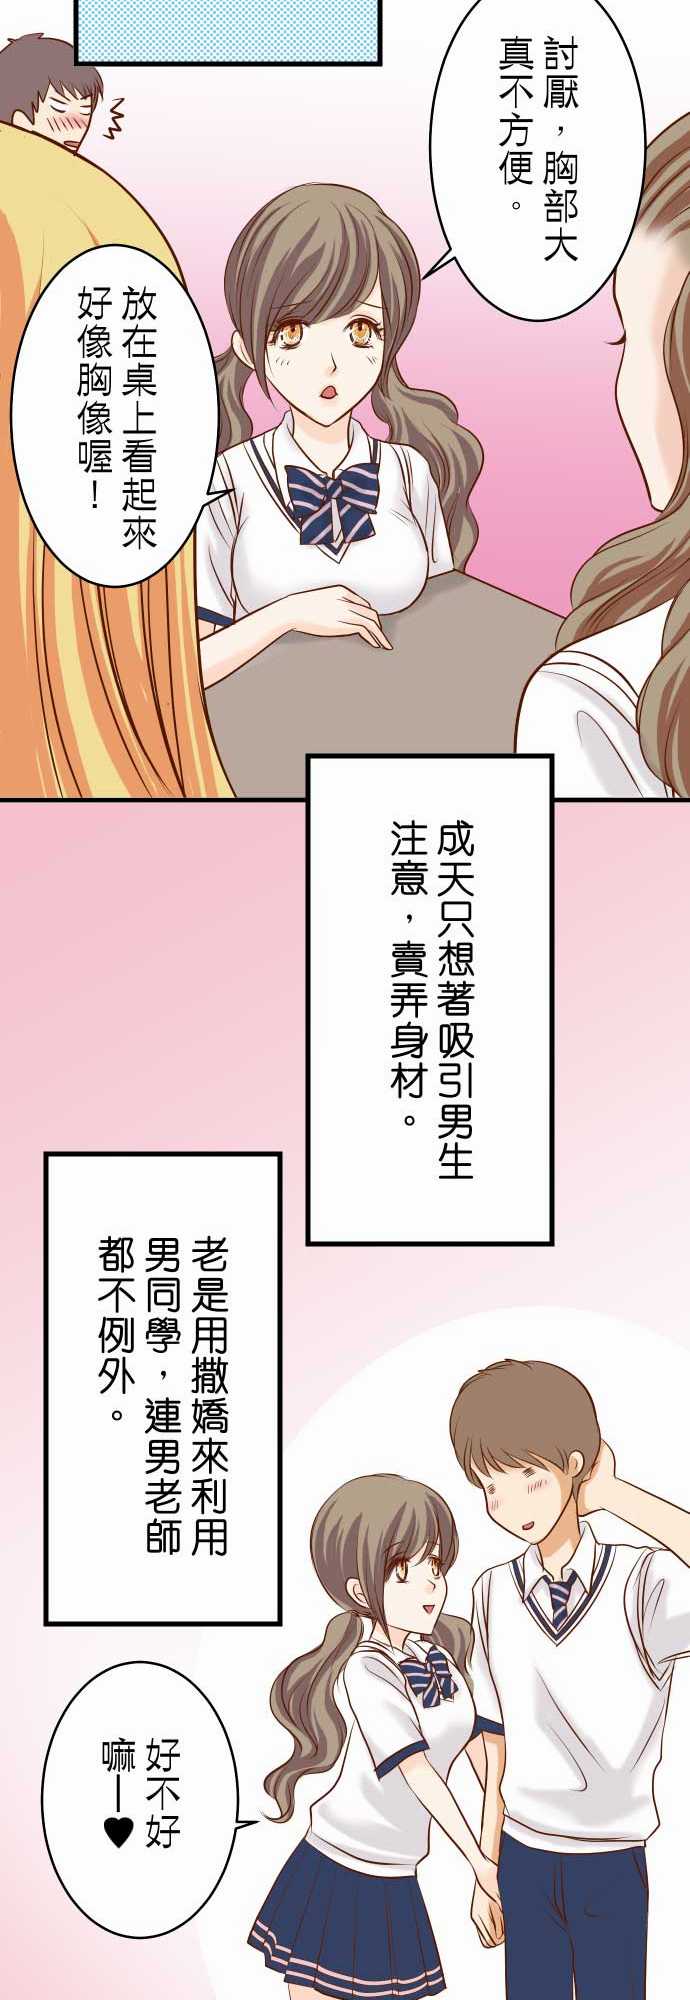 討厭，胸部大
真不方便。
放在桌上看起來
好像胸像喔！
成天只想著吸引男生
注意，賣弄身材。
老是用撒嬌來利用
男同學，連男老師
都不例外。
好不好
嘛—♥